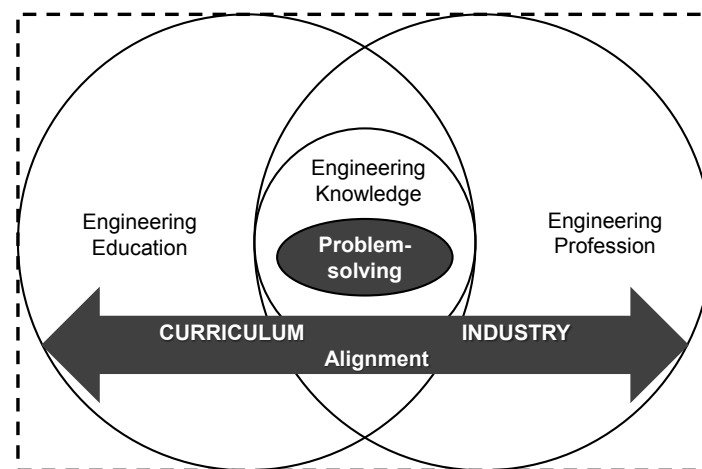 Engineering
Knowledge
Engineering
Education
Problem-
solving
Engineering
Profession
CURRICULUM
INDUSTRY
Alignment